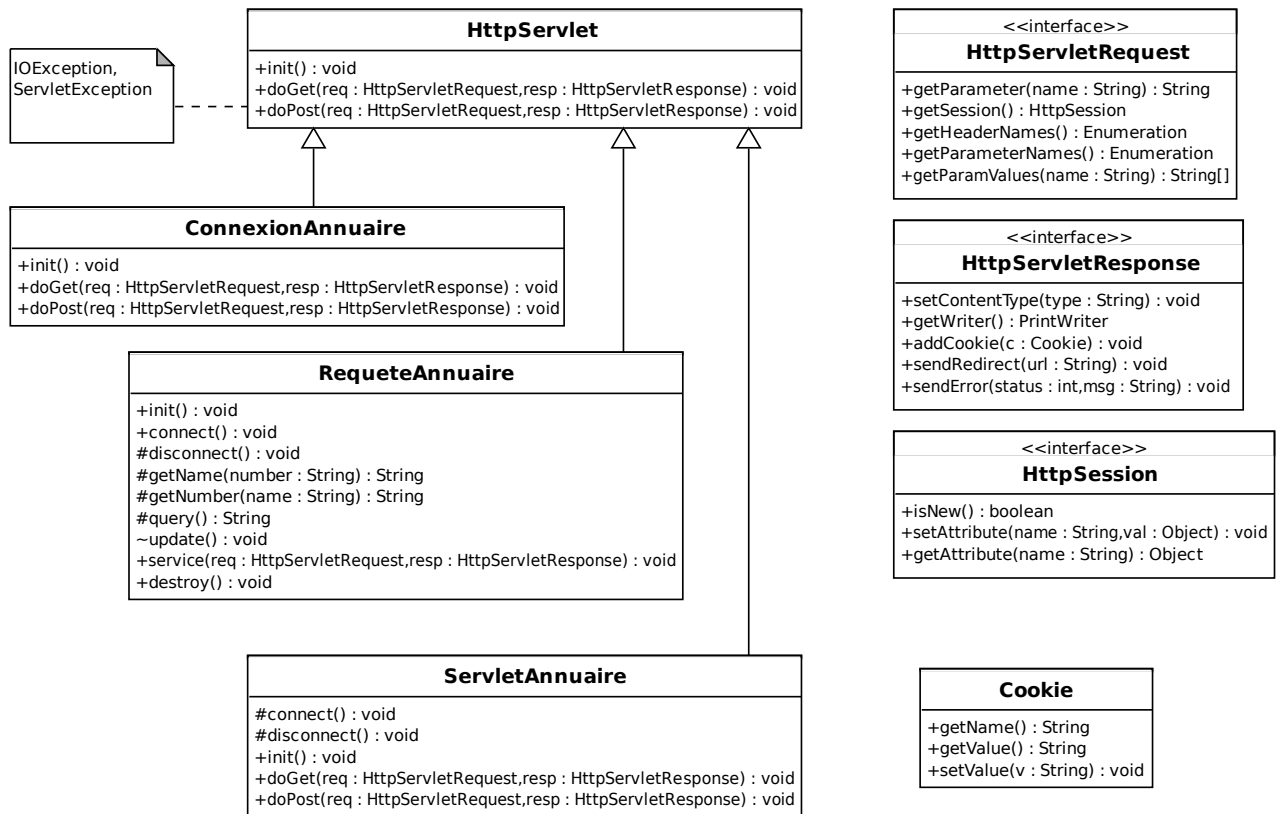 HttpServlet
+init() : void
+doGet(req : HttpServletRequest,resp : HttpServletResponse) : void
+doPost(req : HttpServletRequest,resp : HttpServletResponse) : void
IOException,
ServletException
ConnexionAnnuaire
+init() : void
+doGet(req : HttpServletRequest,resp : HttpServletResponse) : void
+doPost(req : HttpServletRequest,resp : HttpServletResponse) : void
RequeteAnnuaire
+init() : void
+connect() : void
#disconnect() : void
#getName(number : String) : String
#getNumber(name : String) : String
#query() : String
~update() : void
+service(req : HttpServletRequest,resp : HttpServletResponse) : void
+destroy() : void
ServletAnnuaire
#connect() : void
#disconnect() : void
+init() : void
+doGet(req : HttpServletRequest,resp : HttpServletResponse) : void
+doPost(req : HttpServletRequest,resp : HttpServletResponse) : void
<<interface>>
HttpServletRequest
+getParameter(name : String) : String
+getSession() : HttpSession
+getHeaderNames() : Enumeration
+getParameterNames() : Enumeration
+getParamValues(name : String) : String[]
<<interface>>
HttpServletResponse
+setContentType(type : String) : void
+getWriter() : PrintWriter
+addCookie(c : Cookie) : void
+sendRedirect(url : String) : void
+sendError(status : int,msg : String) : void
<<interface>>
HttpSession
+isNew() : boolean
+setAttribute(name : String,val : Object) : void
+getAttribute(name : String) : Object
Cookie
+getName() : String
+getValue() : String
+setValue(v : String) : void